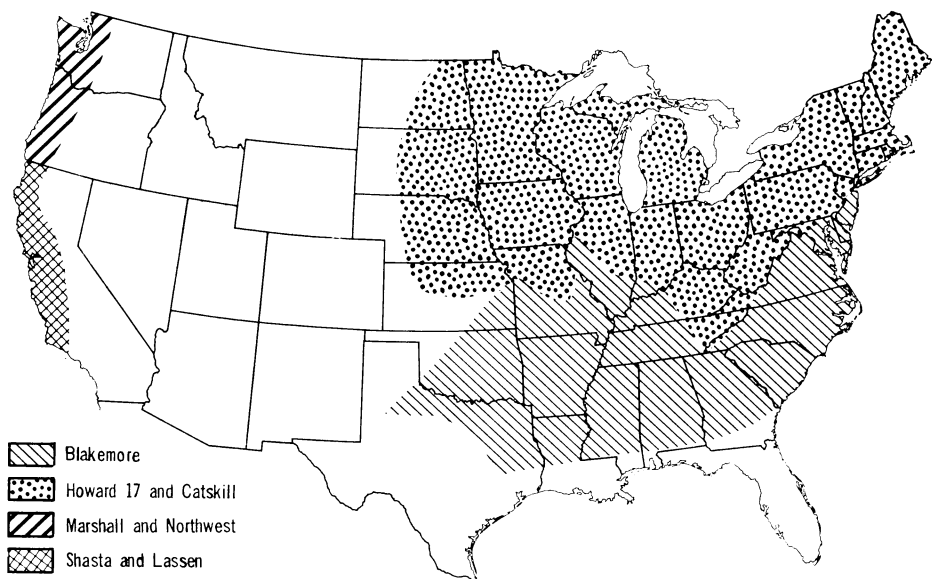 Blakemore
Howard 17 and Catskill
Marshall and Northwest
Shasta and Lassen